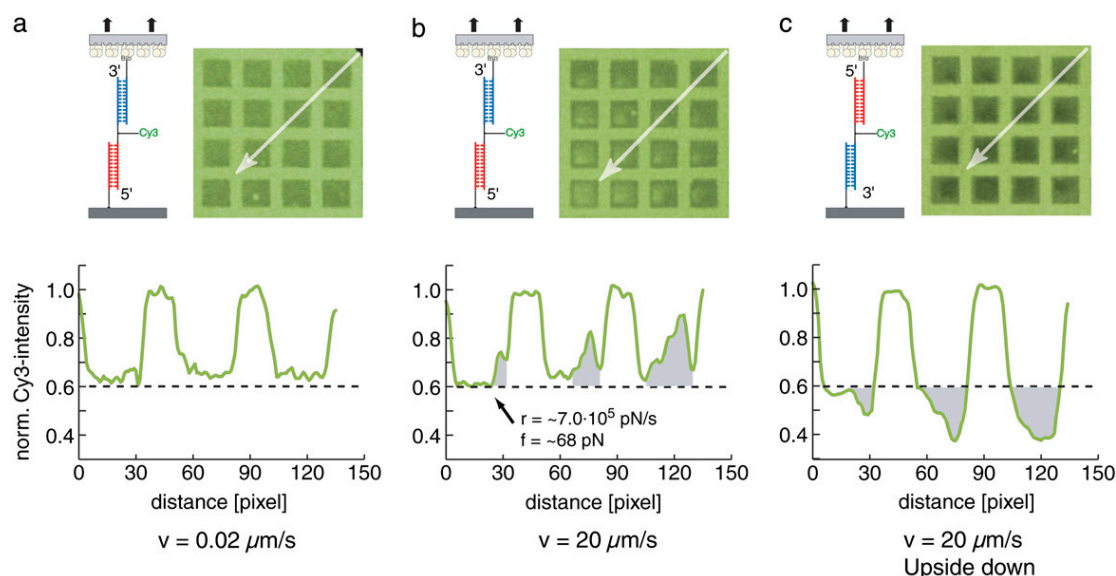 a
b
c
Bio
3'
Cy3
5'
Bio
3'
Cy3
5'
Bio
5'
Cy3
3'
norm. Cy3-intensity
1.0
0.8
0.6
0.4
0 30 60 90 120 150
distance [pixel]
v = 0.02 µm/s
1.0
0.8
0.6
0.4
r = ~7.0·10⁵ pN/s
f = ~68 pN
0 30 60 90 120 150
distance [pixel]
v = 20 µm/s
1.0
0.8
0.6
0.4
0 30 60 90 120 150
distance [pixel]
v = 20 µm/s
Upside down